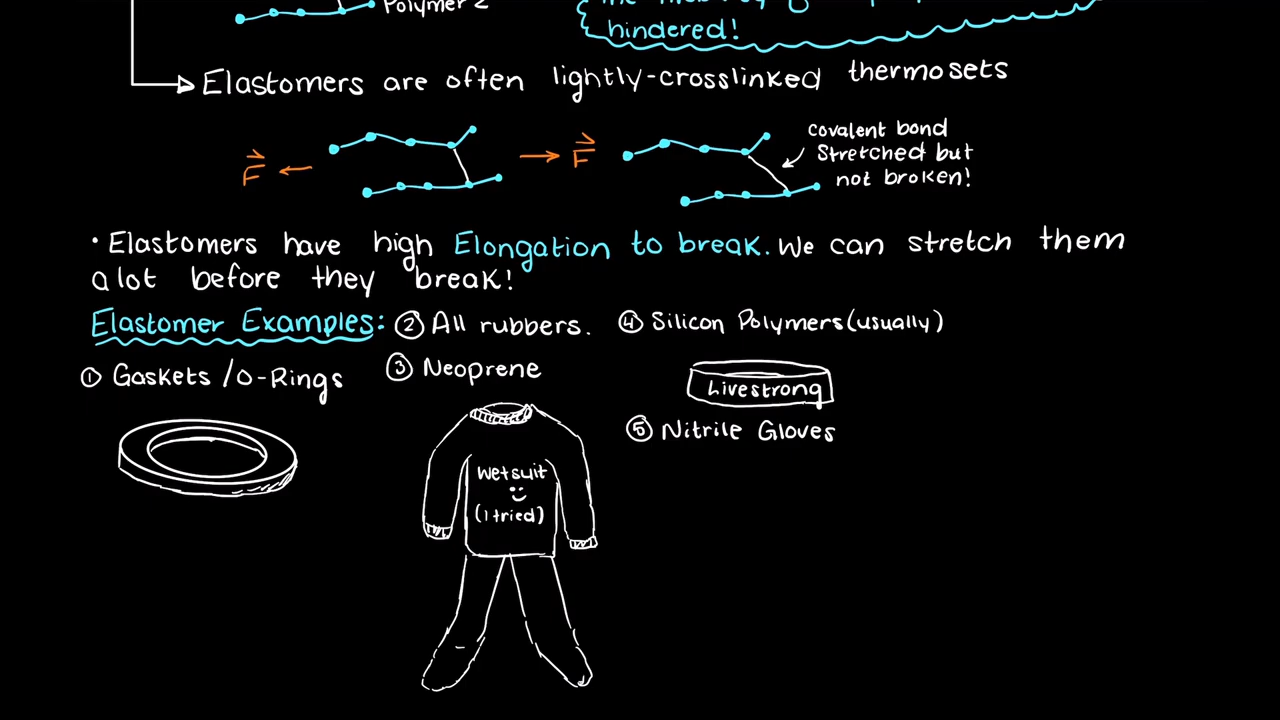 Polymer 2
hindered!
Elastomers are often lightly-crosslinked thermosets
F
F
covalent bond
Stretched but
not broken!
• Elastomers have high Elongation to break. We can stretch them
a lot before they break!
Elastomer Examples:
① Gaskets / O-Rings
② All rubbers.
③ Neoprene
wetsuit
(I tried)
④ Silicon Polymers (usually)
Livestrong
⑤ Nitrile Gloves